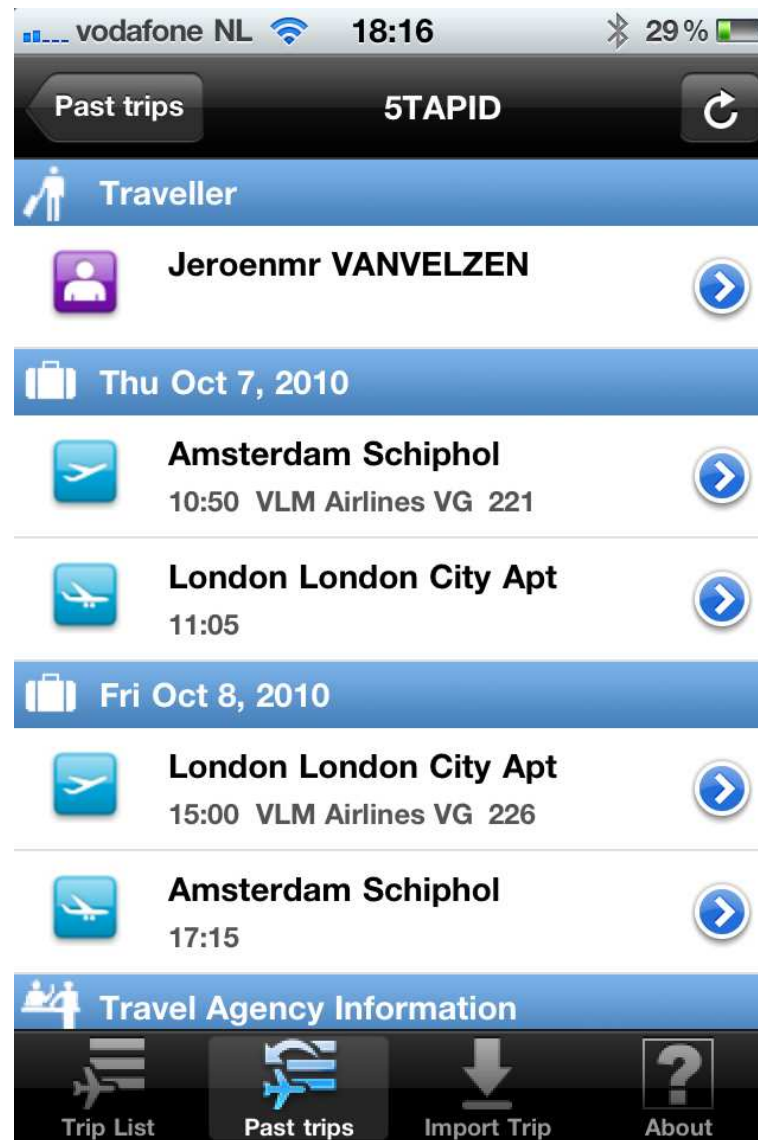 vodafone NL 18:16 29%
Past trips 5TAPID
Traveller
Jeroenmr VANVELZEN
Thu Oct 7, 2010
Amsterdam Schiphol
10:50 VLM Airlines VG 221
London London City Apt
11:05
Fri Oct 8, 2010
London London City Apt
15:00 VLM Airlines VG 226
Amsterdam Schiphol
17:15
Travel Agency Information
Trip List Past trips Import Trip About